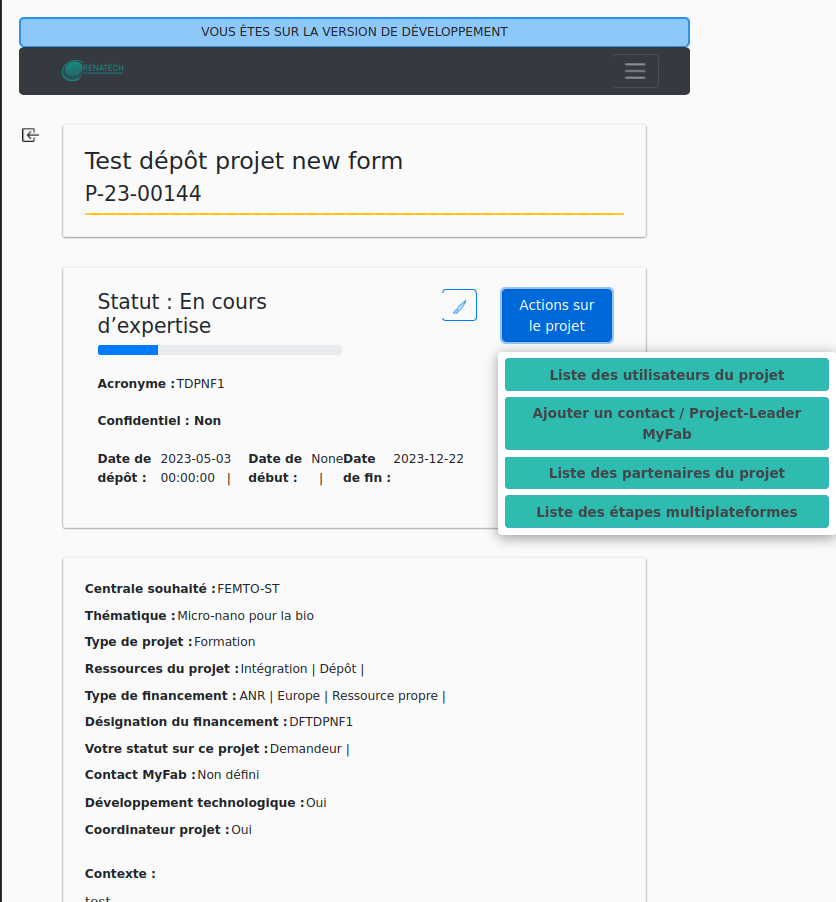 VOUS ÊTES SUR LA VERSION DE DÉVELOPPEMENT
RENATECH
Test dépôt projet new form
P-23-00144
Statut : En cours
d’expertise
Actions sur
le projet
Liste des utilisateurs du projet
Ajouter un contact / Project-Leader
MyFab
Liste des partenaires du projet
Liste des étapes multiplateformes
Acronyme : TDPNF1
Confidentiel : Non
Date de 2023-05-03 Date de None Date 2023-12-22
dépôt : 00:00:00 | début : | de fin :
Centrale souhaité : FEMTO-ST
Thématique : Micro-nano pour la bio
Type de projet : Formation
Ressources du projet : Intégration | Dépôt |
Type de financement : ANR | Europe | Ressource propre |
Désignation du financement : DFTDPNF1
Votre statut sur ce projet : Demandeur |
Contact MyFab : Non défini
Développement technologique : Oui
Coordinateur projet : Oui
Contexte :
test